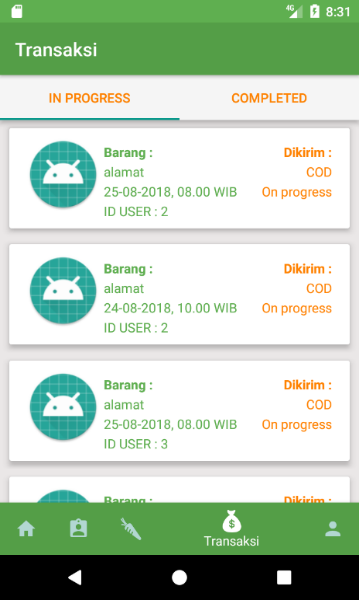 4G 8:31
Transaksi
IN PROGRESS COMPLETED
Barang : Dikirim :
alamat COD
25-08-2018, 08.00 WIB On progress
ID USER : 2
Barang : Dikirim :
alamat COD
24-08-2018, 10.00 WIB On progress
ID USER : 2
Barang : Dikirim :
alamat COD
25-08-2018, 08.00 WIB On progress
ID USER : 3
Barang : Dikirim :
$
Transaksi